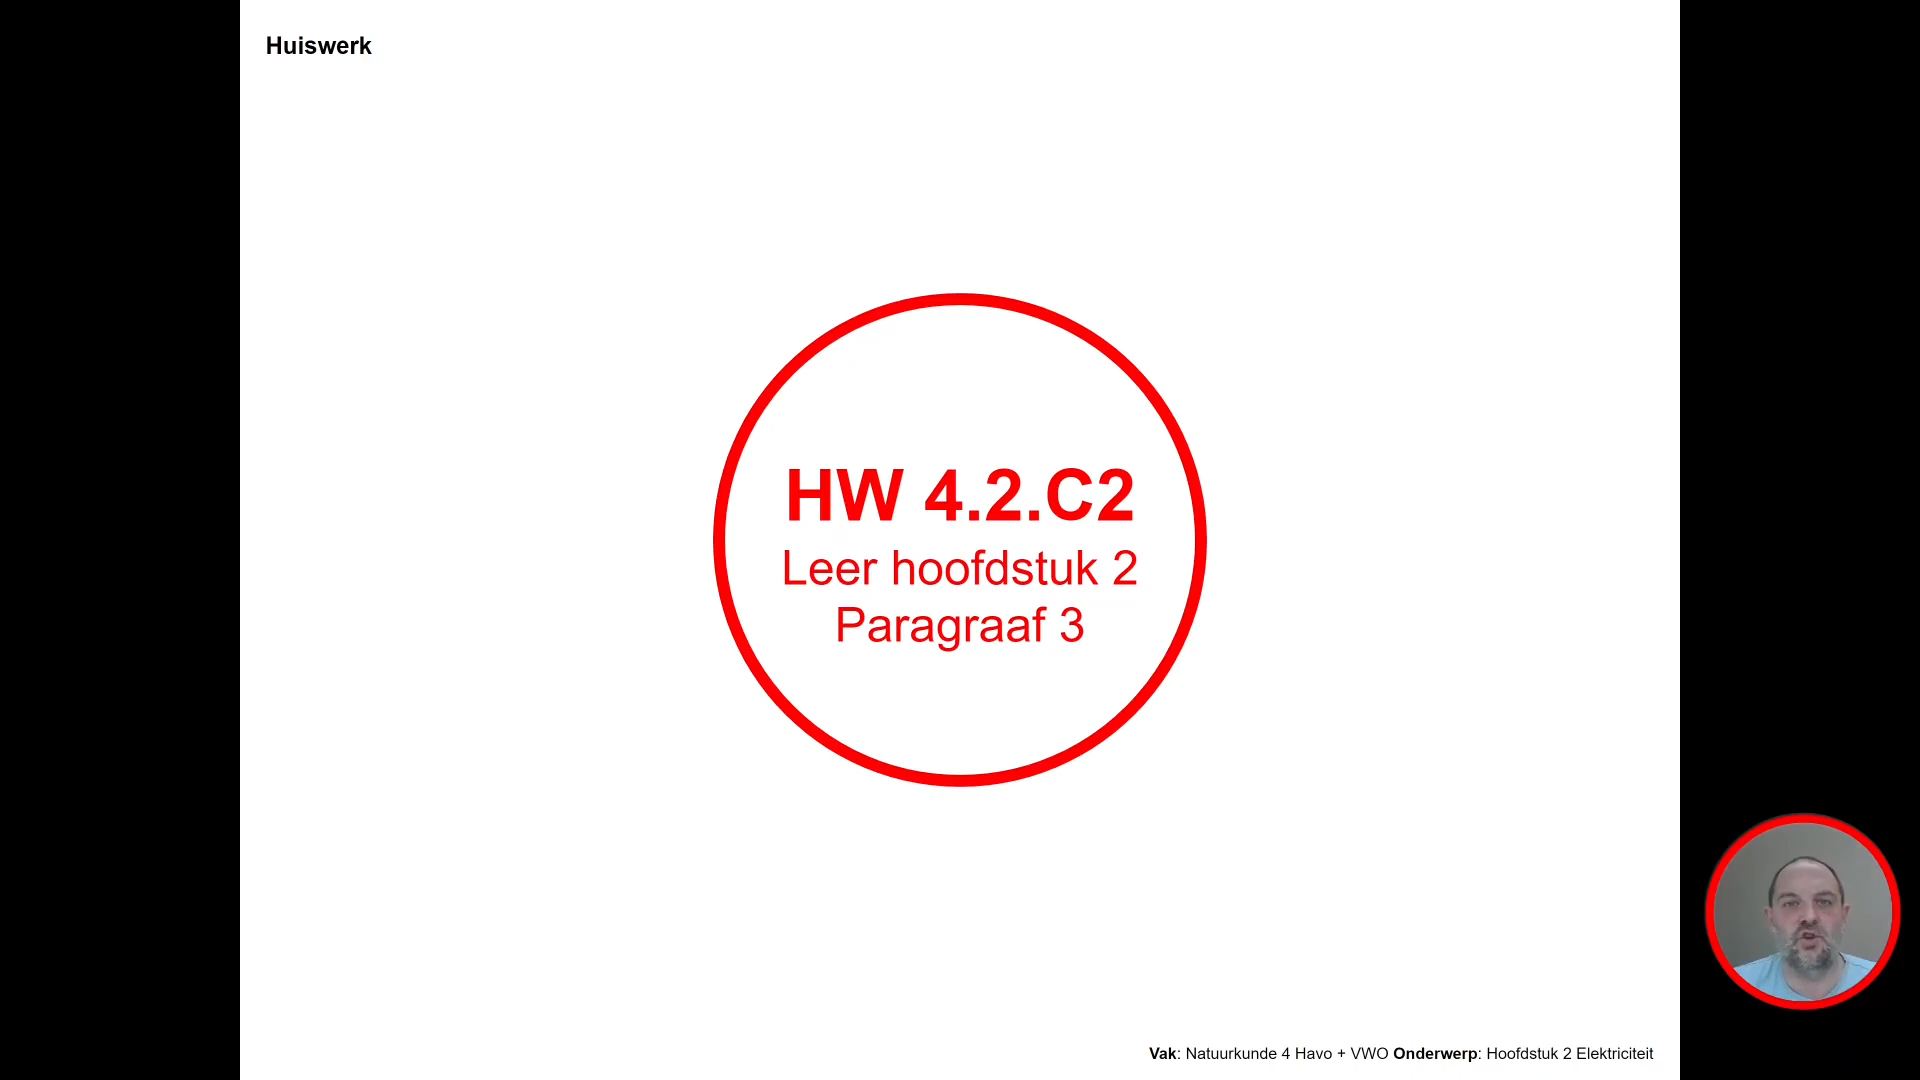 Huiswerk
HW 4.2.C2
Leer hoofdstuk 2
Paragraaf 3
Vak: Natuurkunde 4 Havo + VWO Onderwerp: Hoofdstuk 2 Elektriciteit